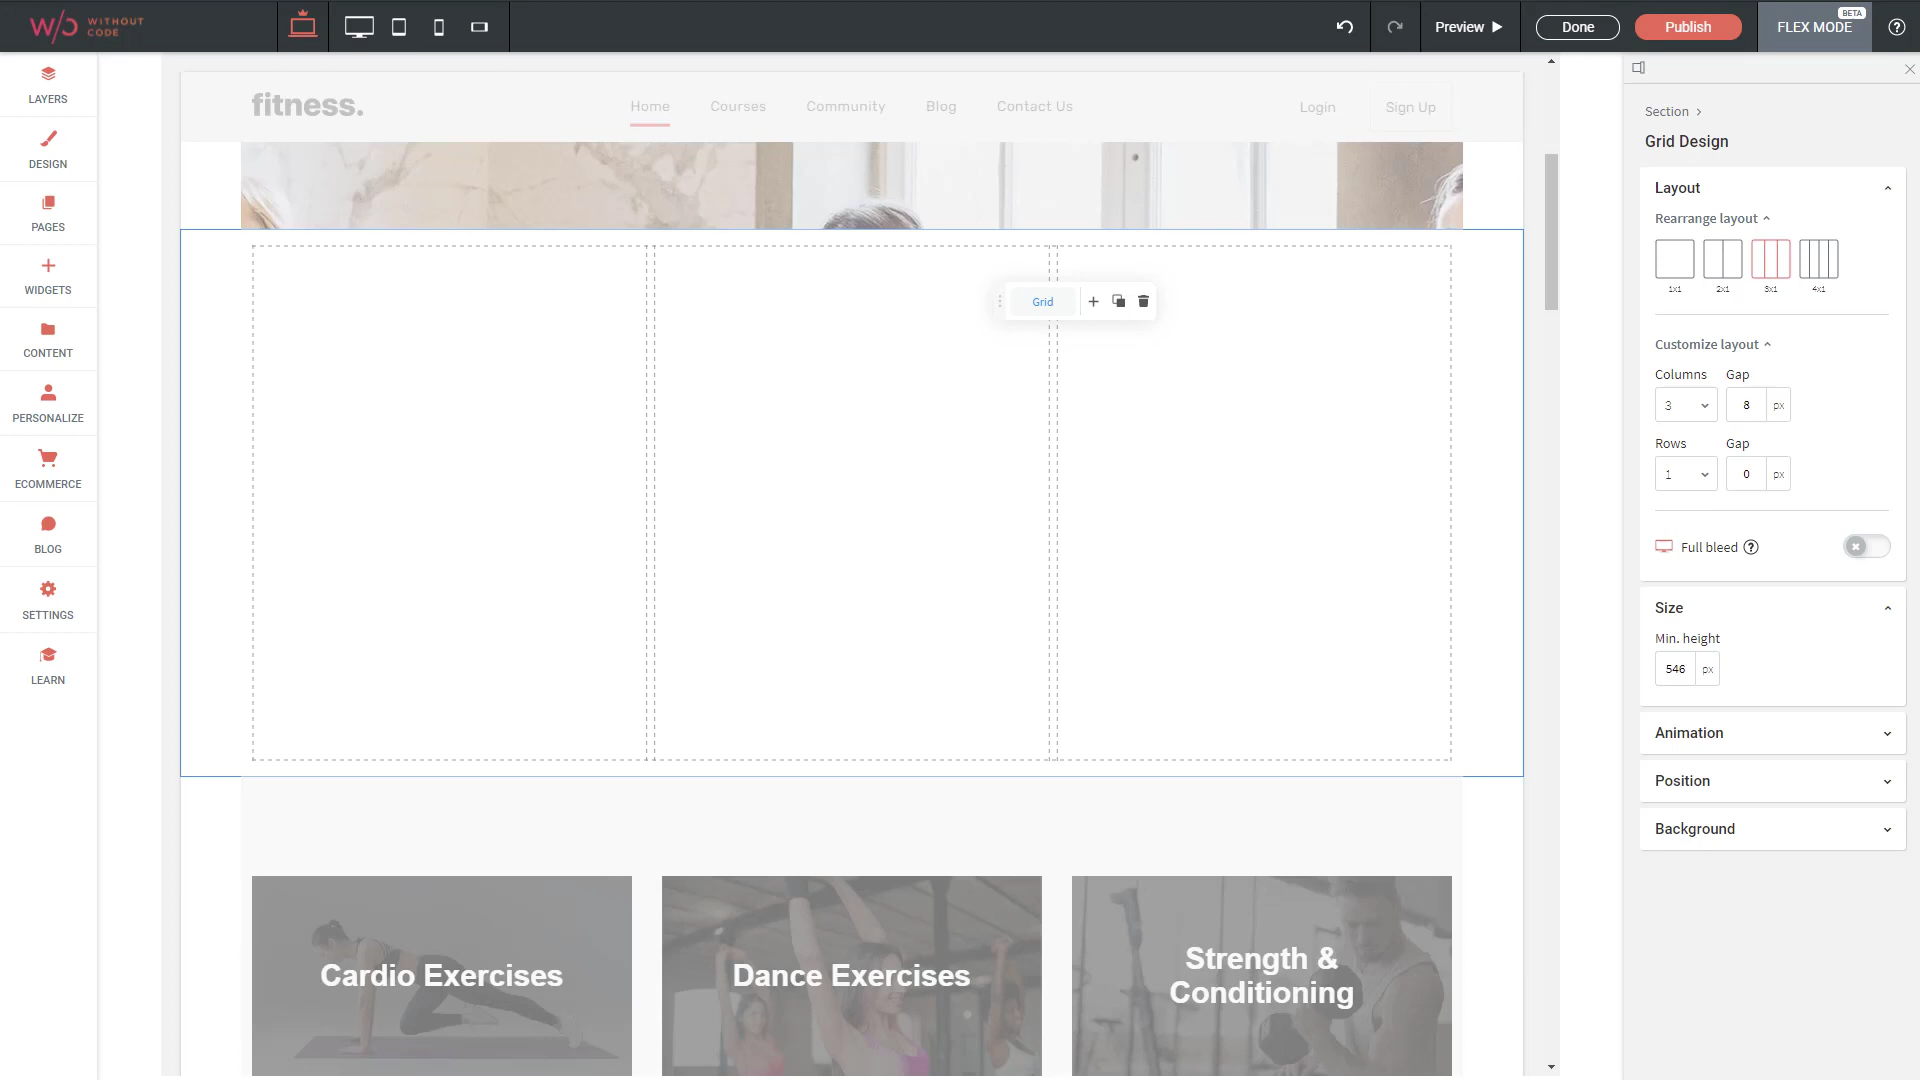 W/O WITHOUT CODE
Preview
Done
Publish
FLEX MODE
BETA
LAYERS
DESIGN
PAGES
WIDGETS
CONTENT
PERSONALIZE
ECOMMERCE
BLOG
SETTINGS
LEARN
fitness.
Home
Courses
Community
Blog
Contact Us
Login
Sign Up
Grid
Cardio Exercises
Dance Exercises
Strength &
Conditioning
Section >
Grid Design
Layout
Rearrange layout
1x1
2x1
3x1
4x1
Customize layout
Columns Gap
3 8 px
Rows Gap
1 0 px
Full bleed ?
Size
Min. height
546 px
Animation
Position
Background